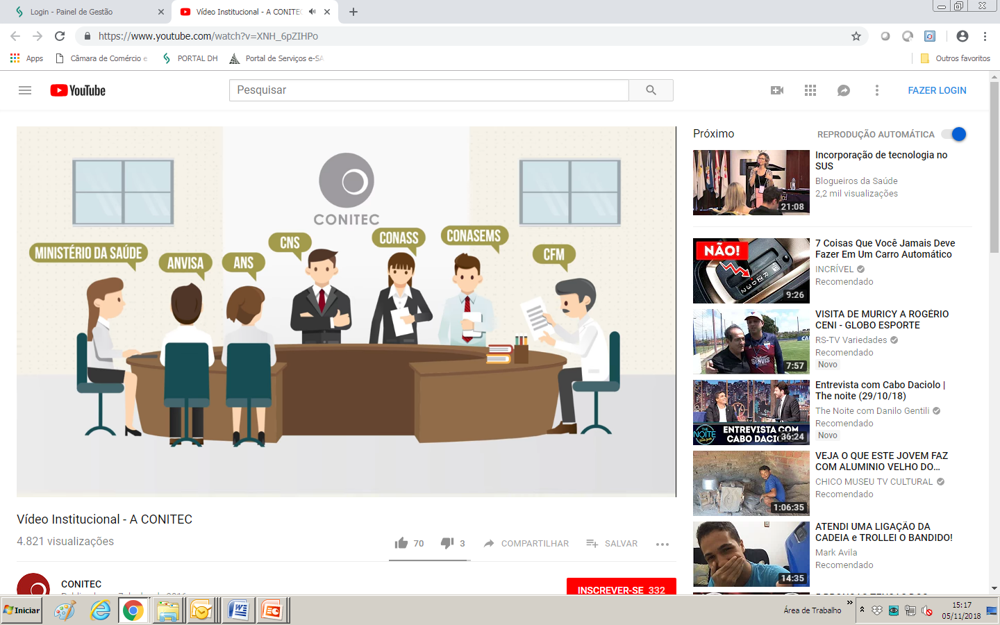 Login - Painel de Gestão
Vídeo Institucional - A CONITEC
https://www.youtube.com/watch?v=XNH_6pZIHPo
Apps
Câmara de Comércio e
PORTAL DH
Portal de Serviços e-SA
Outros favoritos
YouTube
Pesquisar
FAZER LOGIN
CONITEC
MINISTÉRIO DA SAÚDE
ANVISA
ANS
CNS
CONASS
CONASEMS
CFM
Vídeo Institucional - A CONITEC
4.821 visualizações
70
3
COMPARTILHAR
SALVAR
CONITEC
INSCREVER-SE 332
Próximo
REPRODUÇÃO AUTOMÁTICA
21:08
Incorporação de tecnologia no
SUS
Blogueiros da Saúde
2,2 mil visualizações
NÃO!
9:26
7 Coisas Que Você Jamais Deve
Fazer Em Um Carro Automático
INCRÍVEL
Recomendado
7:57
VISITA DE MURICY A ROGÉRIO
CENI - GLOBO ESPORTE
RS-TV Variedades
Recomendado
Novo
THE NOITE
ENTREVISTA COM
CABO DACIOLO
36:24
Entrevista com Cabo Daciolo |
The noite (29/10/18)
The Noite com Danilo Gentili
Recomendado
Novo
1:06:35
VEJA O QUE ESTE JOVEM FAZ
COM ALUMINIO VELHO DO...
CHICO MUSEU TV CULTURAL
Recomendado
14:35
ATENDI UMA LIGAÇÃO DA
CADEIA e TROLLEI O BANDIDO!
Mark Avila
Recomendado
Iniciar
Área de Trabalho
15:17
05/11/2018